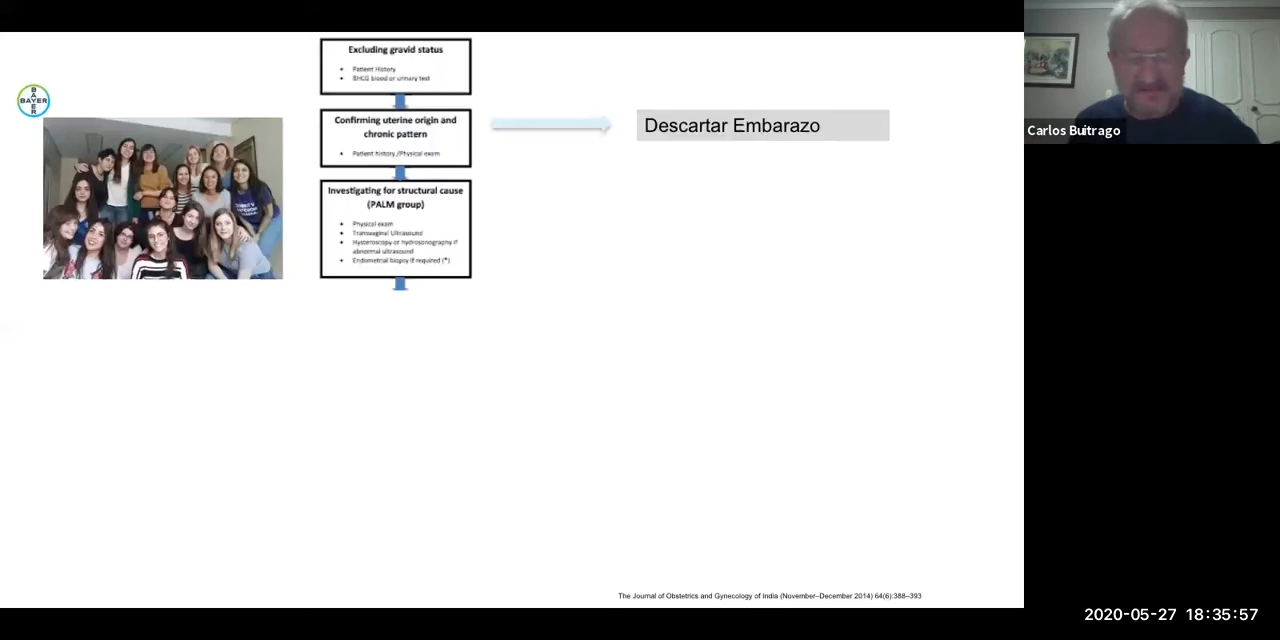 Excluding gravid status
• Patient History
• BHCG blood or urinary test
BAYER
BAYER
Confirming uterine origin and
chronic pattern
• Patient history /Physical exam
Descartar Embarazo
Investigating for structural cause
(PALM group)
• Physical exam
• Transvaginal Ultrasound
• Hysteroscopy or hydrosonography if
abnormal ultrasound
• Endometrial biopsy if required (*)
Carlos Buitrago
The Journal of Obstetrics and Gynecology of India (November–December 2014) 64(6):388–393
2020-05-27 18:35:57